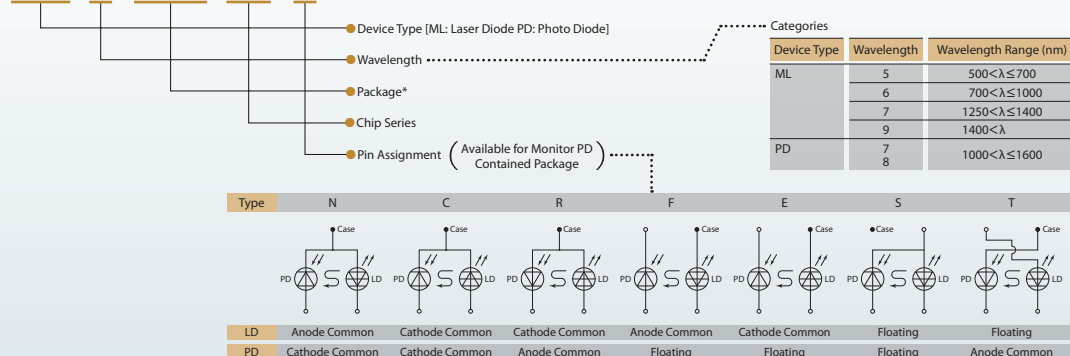 Device Type [ML: Laser Diode PD: Photo Diode]
Wavelength
Package*
Chip Series
Pin Assignment (Available for Monitor PD
Contained Package)
Categories
Device Type Wavelength Wavelength Range (nm)
ML 5 500<λ≤700
6 700<λ≤1000
7 1250<λ≤1400
9 1400<λ
PD 7
8 1000<λ≤1600
Type N C R F E S T
Case Case Case Case Case Case Case
PD LD PD LD PD LD PD LD PD LD PD LD PD LD
LD Anode Common Cathode Common Cathode Common Anode Common Cathode Common Floating Floating
PD Cathode Common Cathode Common Anode Common Floating Floating Floating Anode Common